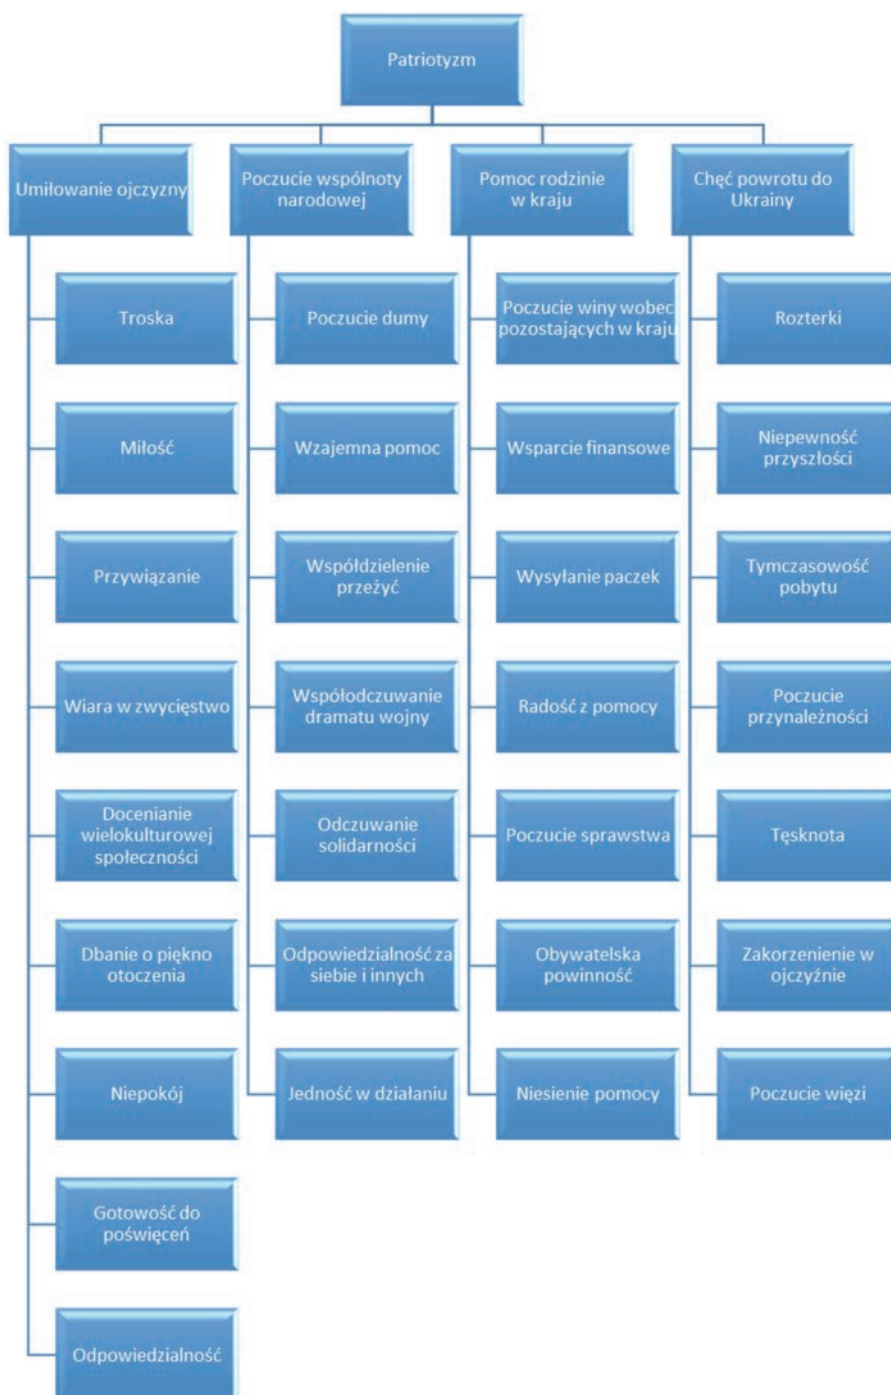 Patriotyzm
Umiłowanie ojczyzny
Troska
Miłość
Przywiązanie
Wiara w zwycięstwo
Docenianie
wielokulturowej
społeczności
Dbanie o piękno
otoczenia
Niepokój
Gotowość do
poświęceń
Odpowiedzialność
Poczucie wspólnoty
narodowej
Poczucie dumy
Wzajemna pomoc
Współdzielenie
przeżyć
Współodczuwanie
dramatu wojny
Odczuwanie
solidarności
Odpowiedzialność za
siebie i innych
Jedność w działaniu
Pomoc rodzinie
w kraju
Poczucie winy wobec
pozostających w kraju
Wsparcie finansowe
Wysyłanie paczek
Radość z pomocy
Poczucie sprawstwa
Obywatelska
powinność
Niesienie pomocy
Chęć powrotu do
Ukrainy
Rozterki
Niepewność
przyszłości
Tymczasowość
pobytu
Poczucie
przynależności
Tęsknota
Zakorzenienie w
ojczyźnie
Poczucie więzi